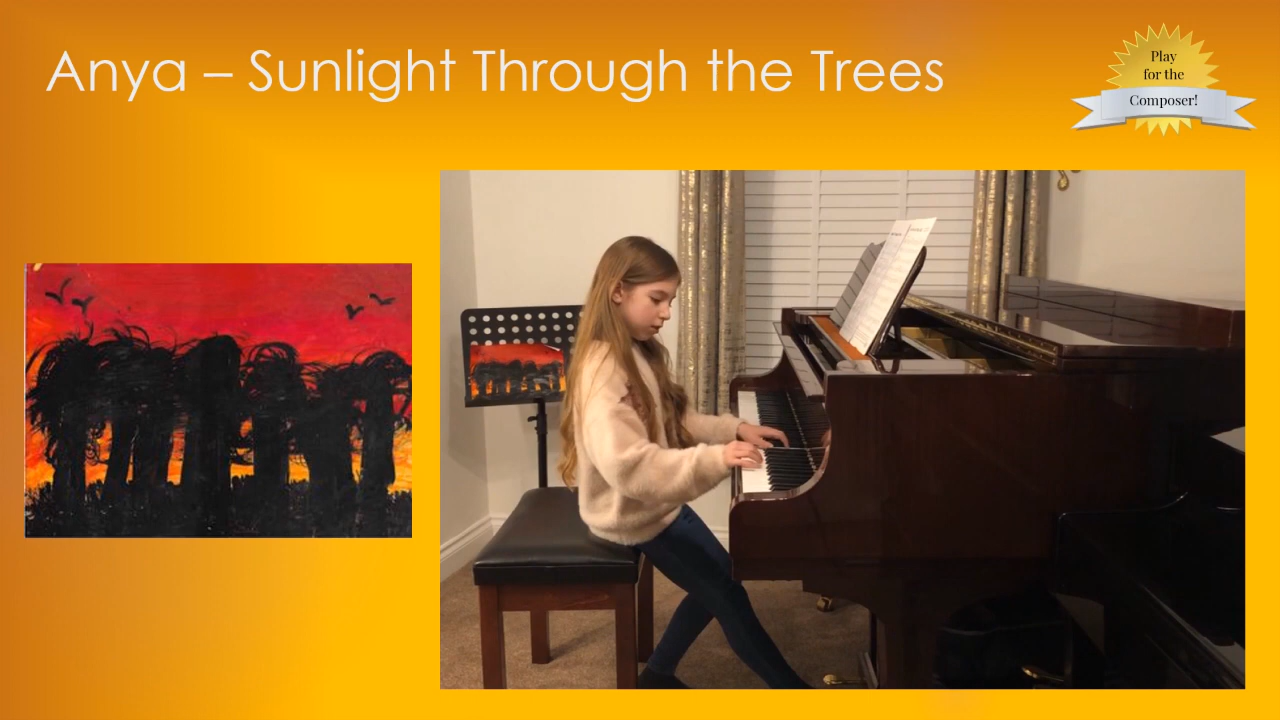 Anya – Sunlight Through the Trees
Play
for the
Composer!